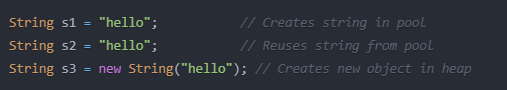 String s1 = "hello";           // Creates string in pool
String s2 = "hello";           // Reuses string from pool
String s3 = new String("hello"); // Creates new object in heap